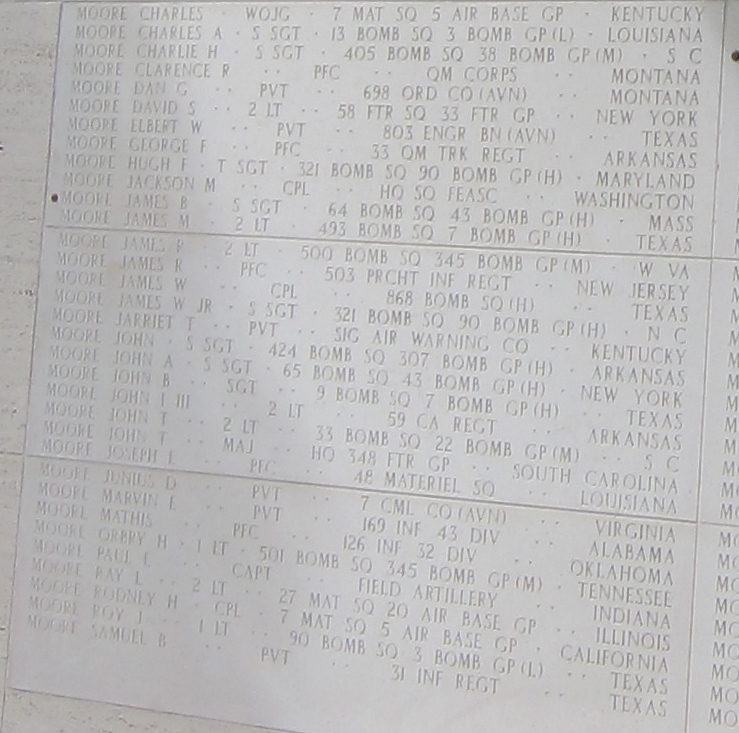 MOORE CHARLES · WOJG · 7 MAT SQ 5 AIR BASE GP · KENTUCKY
MOORE CHARLES A · S SGT · 13 BOMB SQ 3 BOMB GP (L) · LOUISIANA
MOORE CHARLIE H · S SGT · 405 BOMB SQ 38 BOMB GP (M) · S C
MOORE CLARENCE R ·· PFC ·· QM CORPS ·· MONTANA
MOORE DAN G ·· PVT ·· 698 ORD CO (AVN) ·· MONTANA
MOORE DAVID S ·· 2 LT ·· 58 FTR SQ 33 FTR GP ·· NEW YORK
MOORE ELBERT W ·· PVT ·· 803 ENGR BN (AVN) ·· TEXAS
MOORE GEORGE F ·· PFC ·· 33 QM TRK REGT ·· ARKANSAS
MOORE HUGH F · T SGT · 321 BOMB SQ 90 BOMB GP (H) · MARYLAND
MOORE JACKSON M ·· CPL ·· HQ SQ FEASC ·· WASHINGTON
MOORE JAMES B · S SGT · 64 BOMB SQ 43 BOMB GP (H) · MASS
MOORE JAMES M · 2 LT · 493 BOMB SQ 7 BOMB GP (H) · TEXAS
MOORE JAMES P · 2 LT · 500 BOMB SQ 345 BOMB GP (M) · W VA
MOORE JAMES R ·· PFC ·· 503 PRCHT INF REGT ·· NEW JERSEY
MOORE JAMES W ·· CPL ·· 868 BOMB SQ (H) ·· TEXAS
MOORE JAMES W JR · S SGT · 321 BOMB SQ 90 BOMB GP (H) · N C
MOORE JARRIET T ·· PVT ·· SIG AIR WARNING CO ·· KENTUCKY
MOORE JOHN · S SGT · 424 BOMB SQ 307 BOMB GP (H) · ARKANSAS
MOORE JOHN A · S SGT · 65 BOMB SQ 43 BOMB GP (H) · NEW YORK
MOORE JOHN B ·· SGT ·· 9 BOMB SQ 7 BOMB GP (H) ·· TEXAS
MOORE JOHN I III ·· 2 LT ·· 59 CA REGT ·· ARKANSAS
MOORE JOHN T ·· 2 LT ·· 33 BOMB SQ 22 BOMB GP (M) ·· S C
MOORE JOHN T ·· MAJ ·· HQ 348 FTR GP ·· SOUTH CAROLINA
MOORE JOSEPH E ·· PFC ·· 48 MATERIEL SQ ·· LOUISIANA
MOORE JUNIUS D ·· PVT ·· 7 CML CO (AVN) ·· VIRGINIA
MOORE MARVIN E ·· PVT ·· 169 INF 43 DIV ·· ALABAMA
MOORE MATHIS ·· PFC ·· 126 INF 32 DIV ·· OKLAHOMA
MOORE ORBRY H · 1 LT · 501 BOMB SQ 345 BOMB GP (M) · TENNESSEE
MOORE PAUL L ·· CAPT ·· FIELD ARTILLERY ·· INDIANA
MOORE RAY L ·· 2 LT ·· 27 MAT SQ 20 AIR BASE GP ·· ILLINOIS
MOORE RODNEY H · CPL · 7 MAT SQ 5 AIR BASE GP · CALIFORNIA
MOORE ROY J ·· 1 LT ·· 90 BOMB SQ 3 BOMB GP (L) ·· TEXAS
MOORE SAMUEL B ·· PVT ·· 31 INF REGT ·· TEXAS